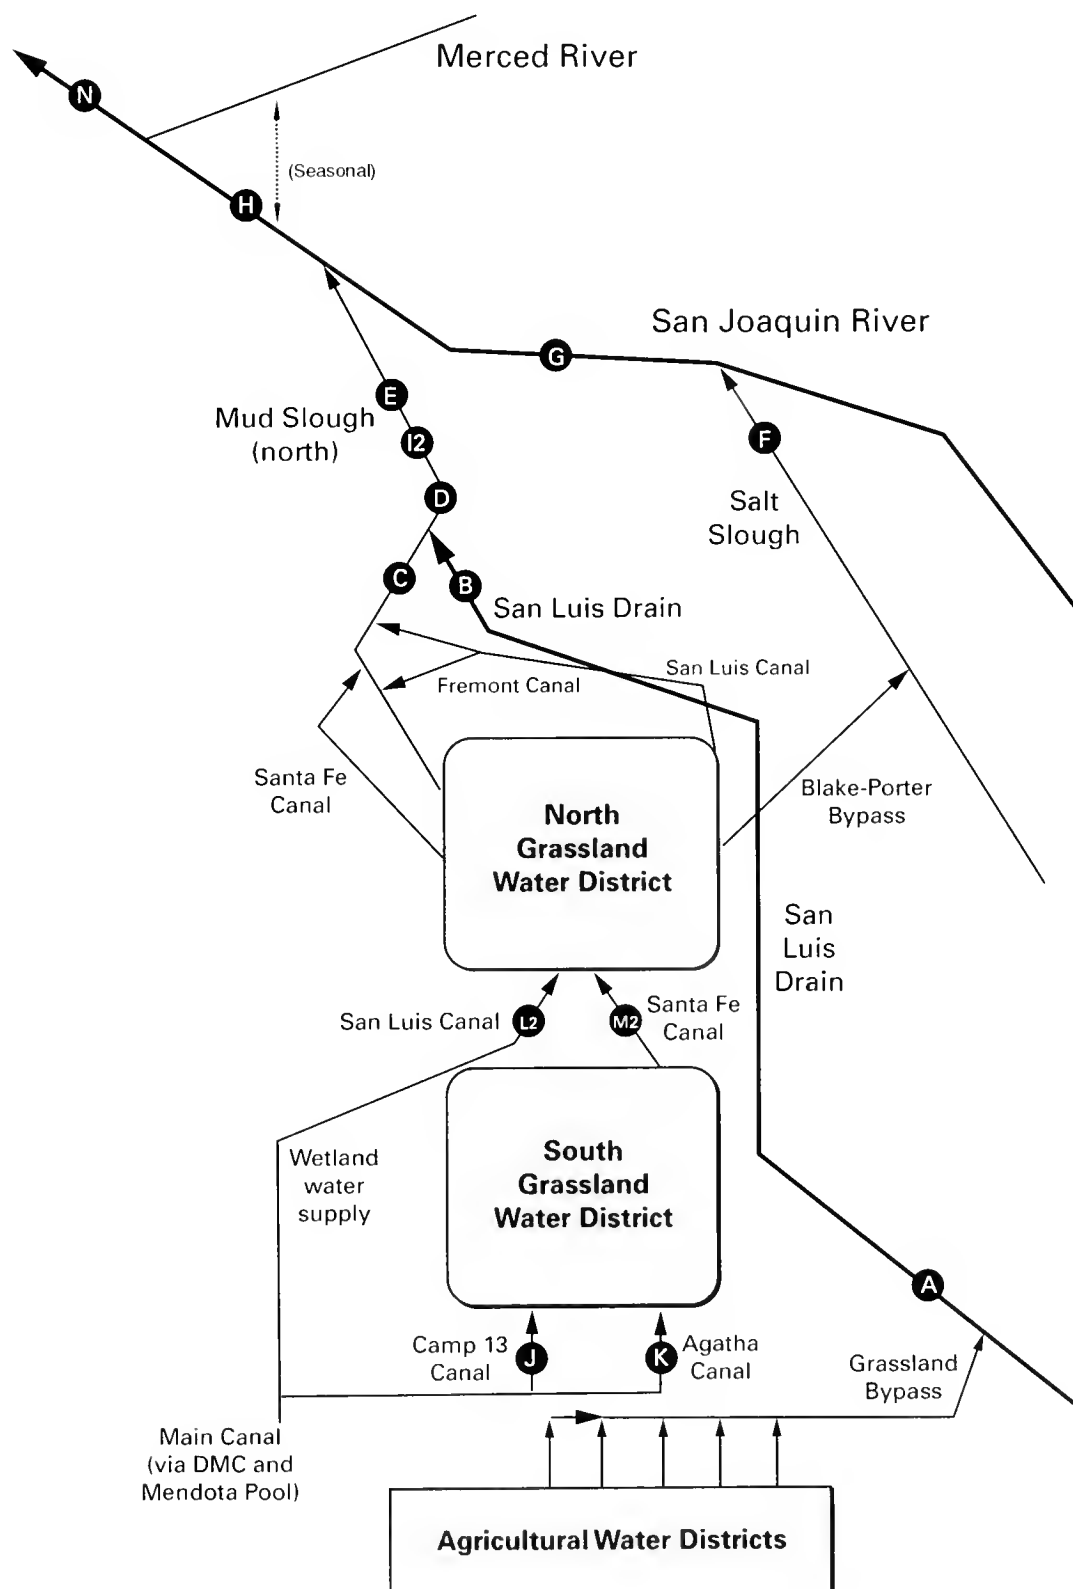 Merced River
N
(Seasonal)
H
San Joaquin River
G
E
Mud Slough
(north)
I2
F
D
Salt
Slough
C
B
San Luis Drain
San Luis Canal
Fremont Canal
Santa Fe
Canal
Blake-Porter
Bypass
North
Grassland
Water District
San
Luis
Drain
San Luis Canal
L2
M2
Santa Fe
Canal
Wetland
water
supply
South
Grassland
Water District
A
Camp 13
Canal
J
K
Agatha
Canal
Grassland
Bypass
Main Canal
(via DMC and
Mendota Pool)
Agricultural Water Districts